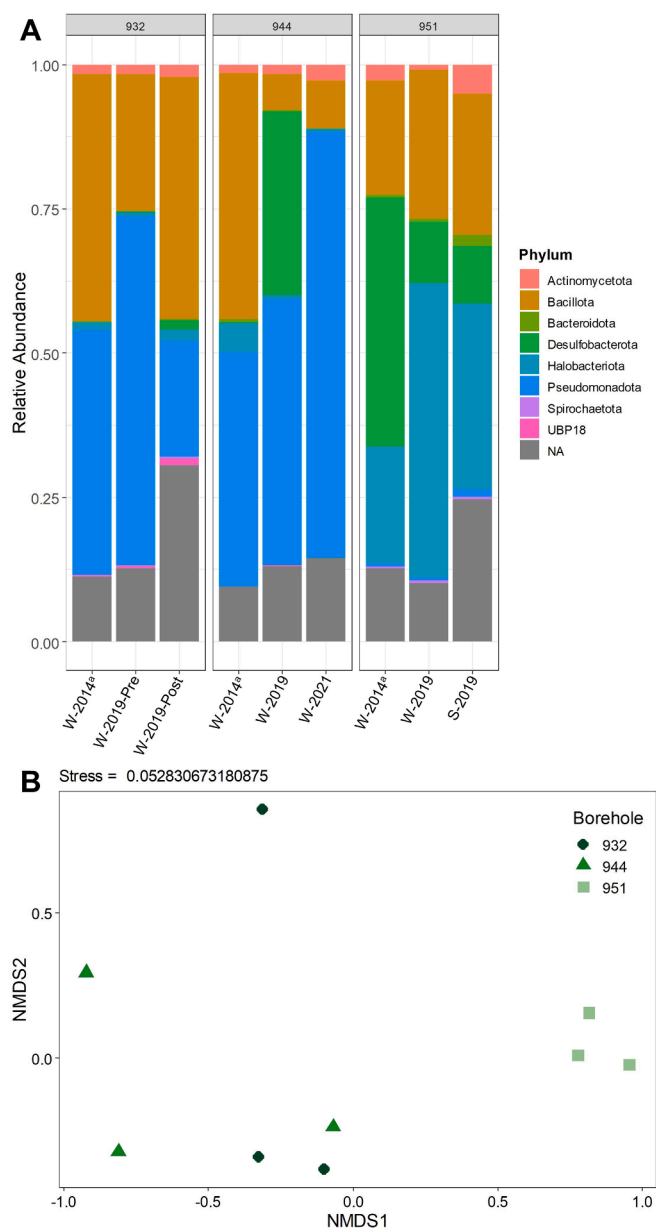 A
932 944 951
1.00
0.75
0.50
0.25
0.00
Relative Abundance
W-2014ª
W-2019-Pre
W-2019-Post
W-2014ª
W-2019
W-2021
W-2014ª
W-2019
S-2019
Phylum
Actinomycetota
Bacillota
Bacteroidota
Desulfobacterota
Halobacteriota
Pseudomonadota
Spirochaetota
UBP18
NA
B
Stress = 0.052830673180875
Borehole
932
944
951
0.5
0.0
NMDS2
-1.0 -0.5 0.0 0.5 1.0
NMDS1